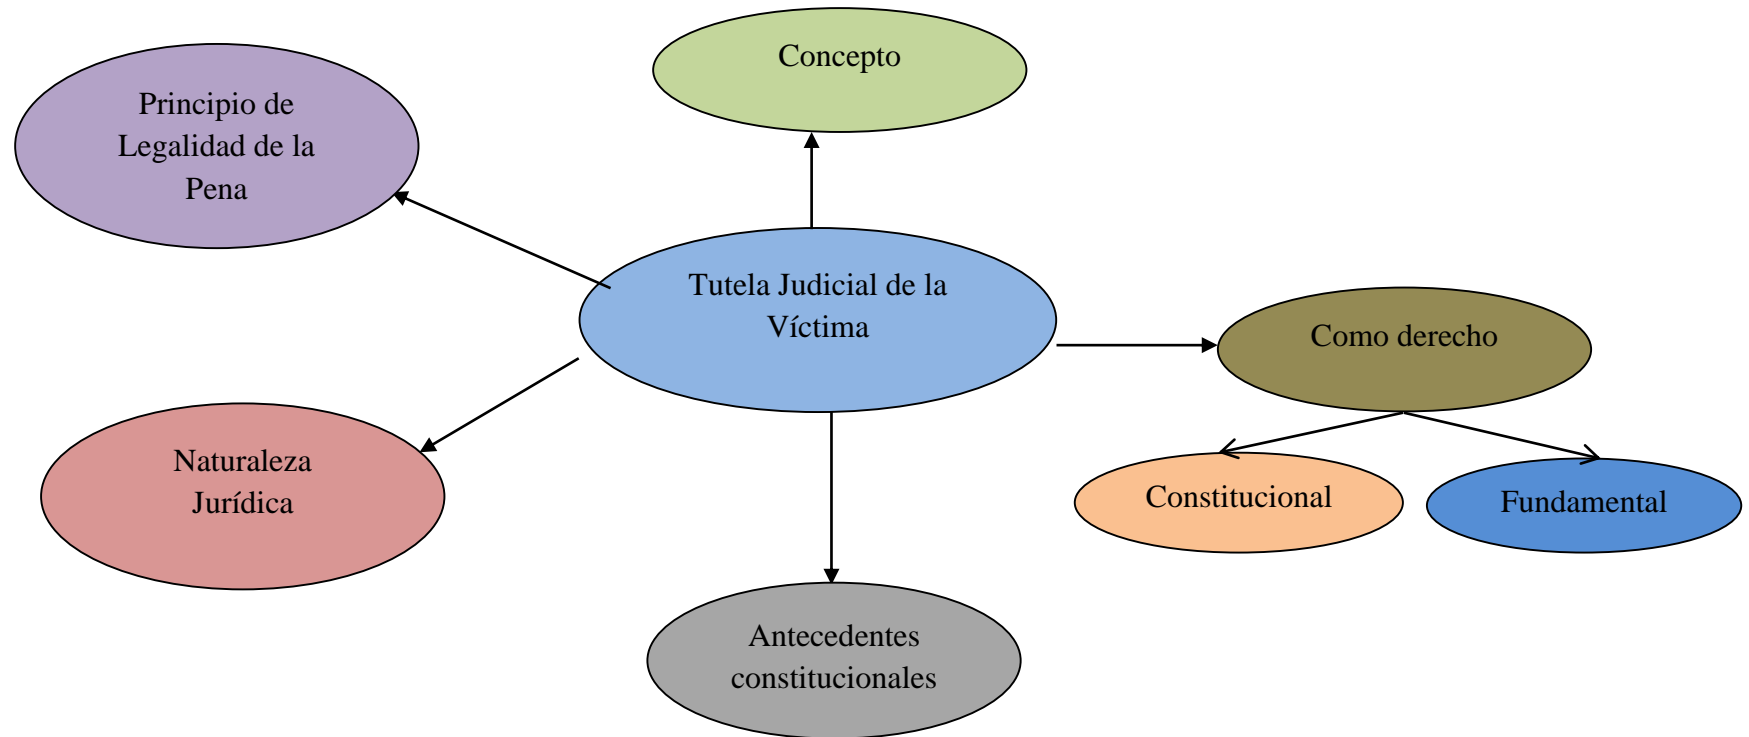 Concepto
Principio de
Legalidad de la
Pena
Tutela Judicial de la
Víctima
Como derecho
Naturaleza
Jurídica
Constitucional
Fundamental
Antecedentes
constitucionales